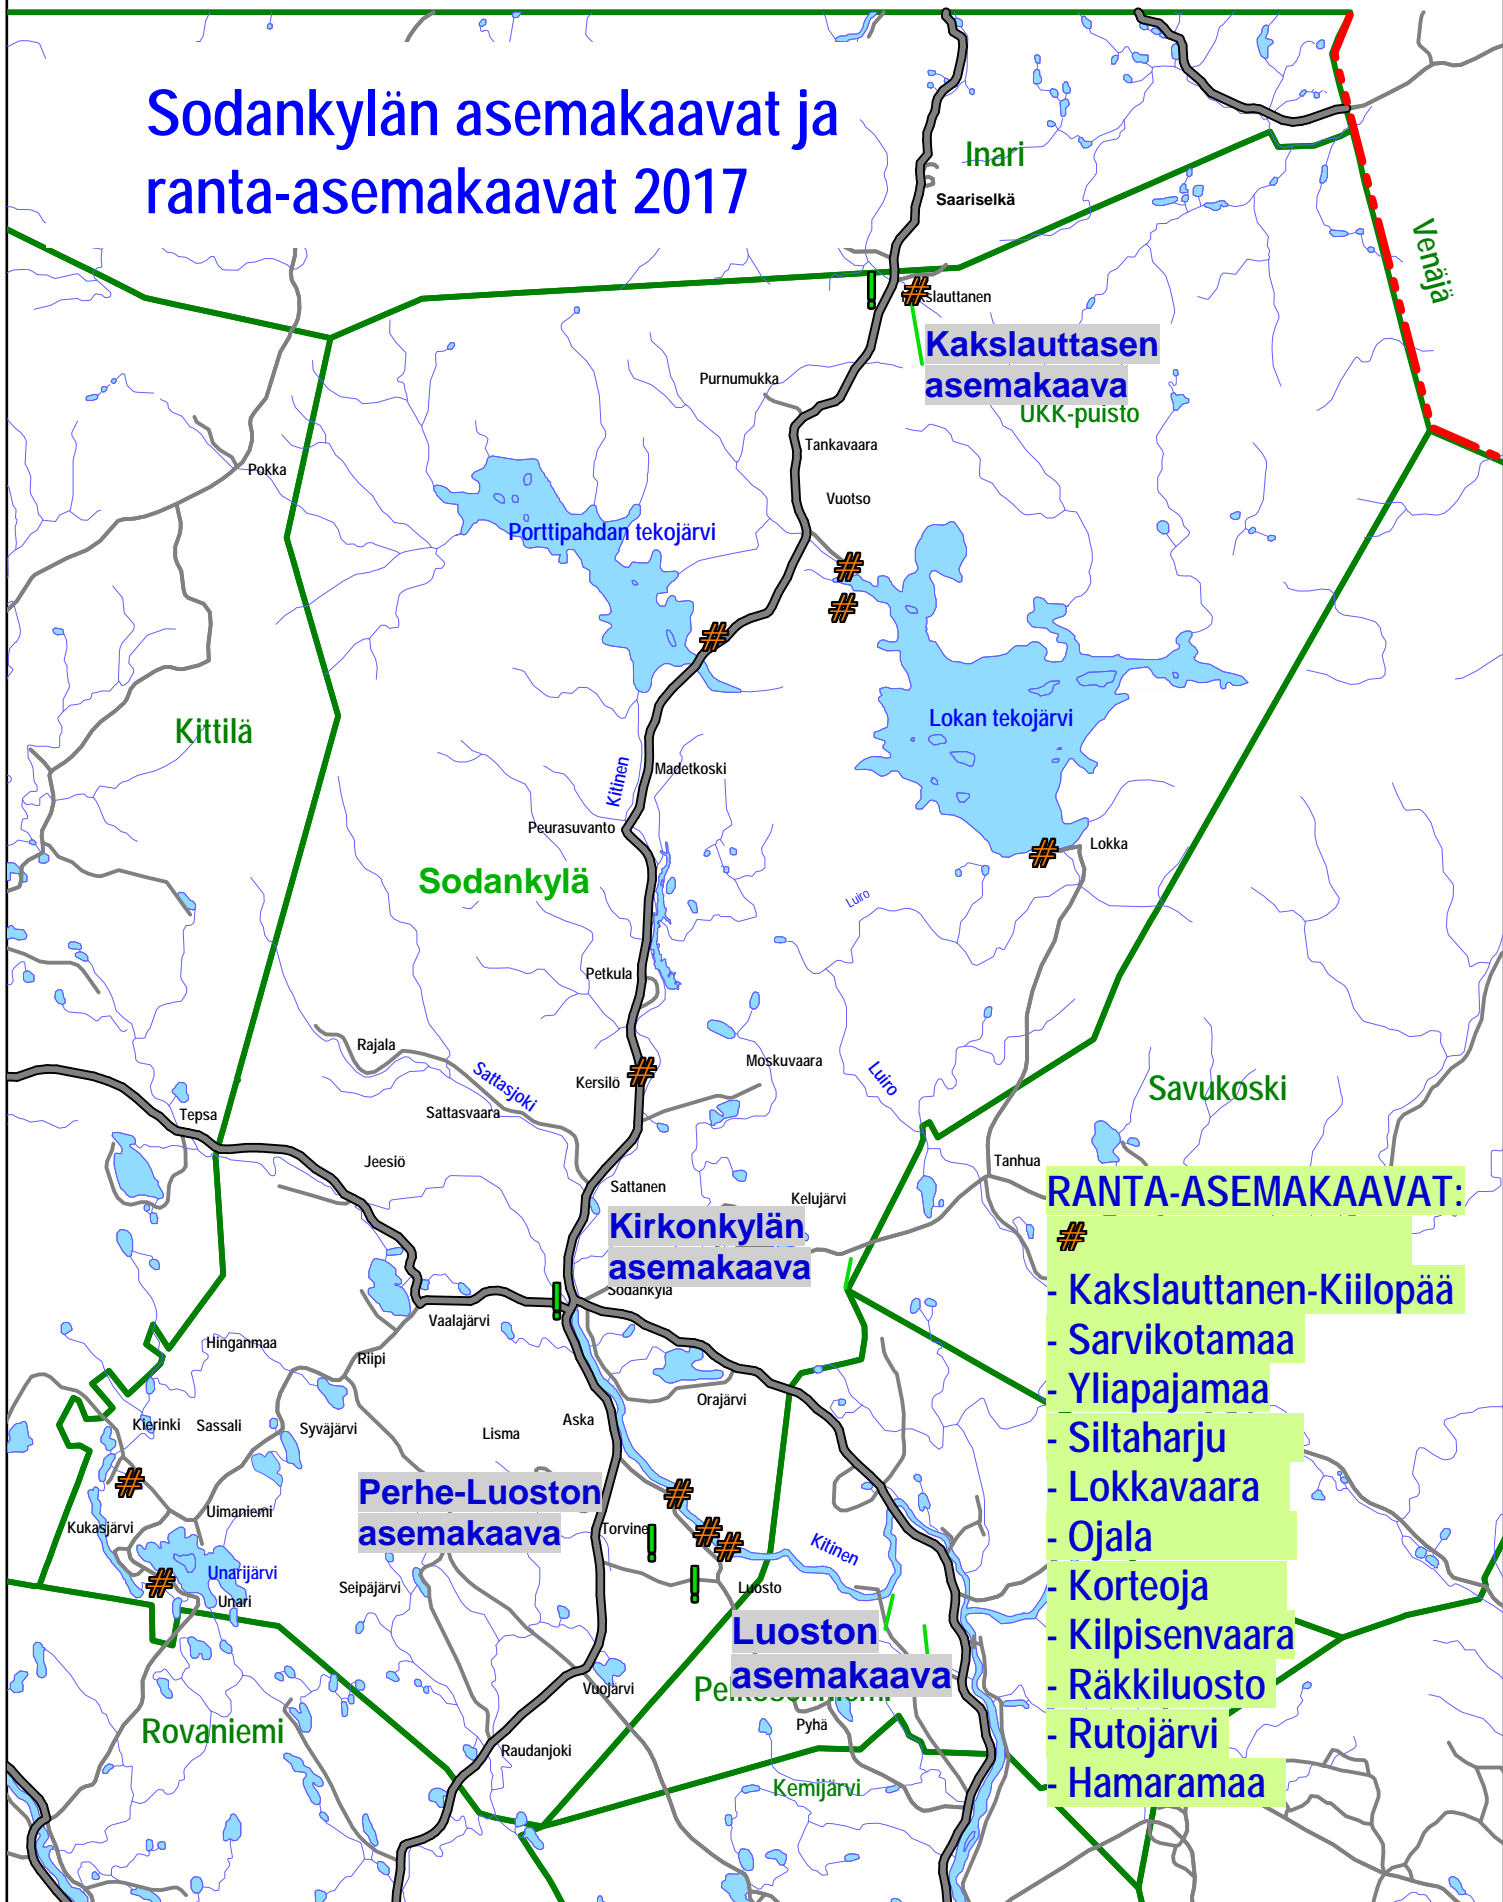 Sodankylän asemakaavat ja
ranta-asemakaavat 2017
Inari
Saariselkä
Venäjä
slauttanen
Kakslauttasen
asemakaava
UKK-puisto
Purnumukka
Tankavaara
Pokka
Vuotso
Porttipahdan tekojärvi
Lokan tekojärvi
Kittilä
Kitinen
Madetkoski
Peurasuvanto
Lokka
Sodankylä
Luiro
Petkula
Rajala
Sattasjoki
Kersilö
Moskuvaara
Luiro
Savukoski
Tepsa
Sattasvaara
Jeesiö
Tanhua
Sattanen
Kelujärvi
Kirkonkylän
asemakaava
Sodankylä
Vaalajärvi
Hinganmaa
Riipi
Orajärvi
Kierinki
Sassali
Syväjärvi
Lisma
Aska
Perhe-Luoston
asemakaava
Uimaniemi
Kukasjärvi
Torvine
Kitinen
Unarijärvi
Unari
Seipäjärvi
Luosto
Luoston
asemakaava
Vuojärvi
Pelkosenniemi
Pyhä
Rovaniemi
Raudanjoki
Kemijärvi
RANTA-ASEMAKAAVAT:
#
- Kakslauttanen-Kiilopää
- Sarvikotamaa
- Yliapajamaa
- Siltaharju
- Lokkavaara
- Ojala
- Korteoja
- Kilpisenvaara
- Räkkiluosto
- Rutojärvi
- Hamaramaa